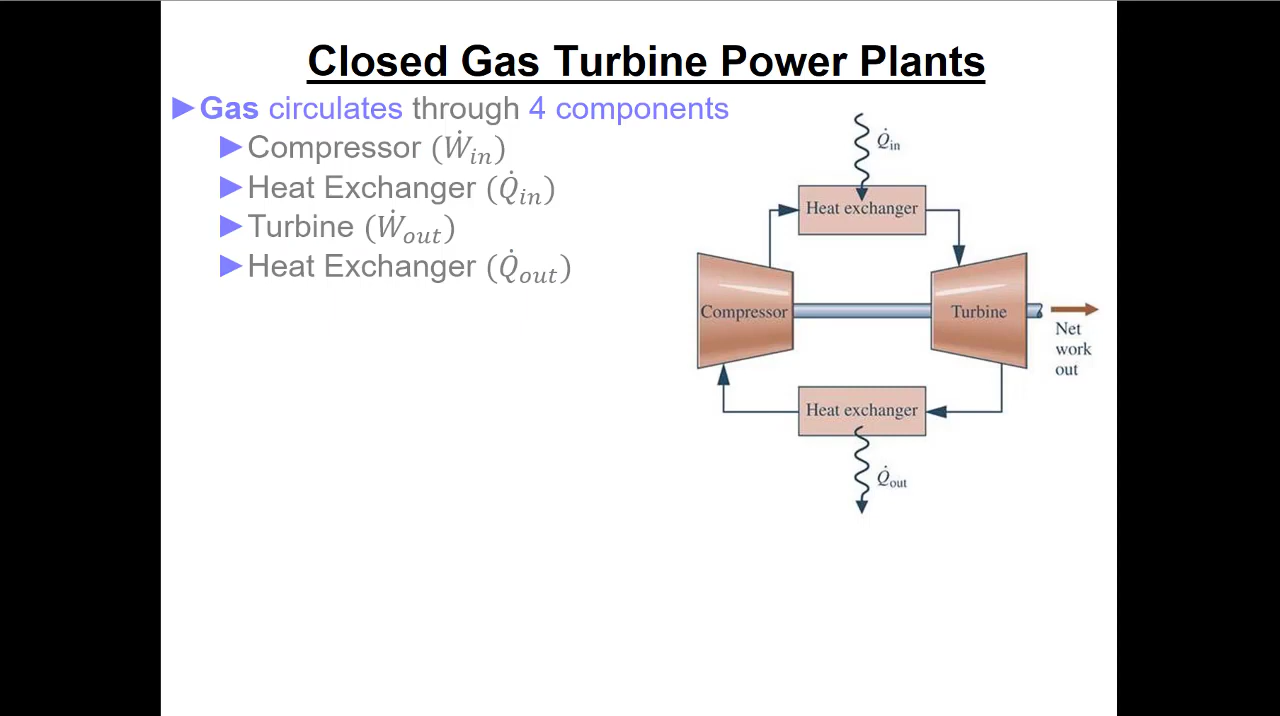 Closed Gas Turbine Power Plants
►Gas circulates through 4 components
►Compressor (Ẇin)
►Heat Exchanger (Q̇in)
►Turbine (Ẇout)
►Heat Exchanger (Q̇out)
Q̇in
Heat exchanger
Compressor
Turbine
Net
work
out
Heat exchanger
Q̇out